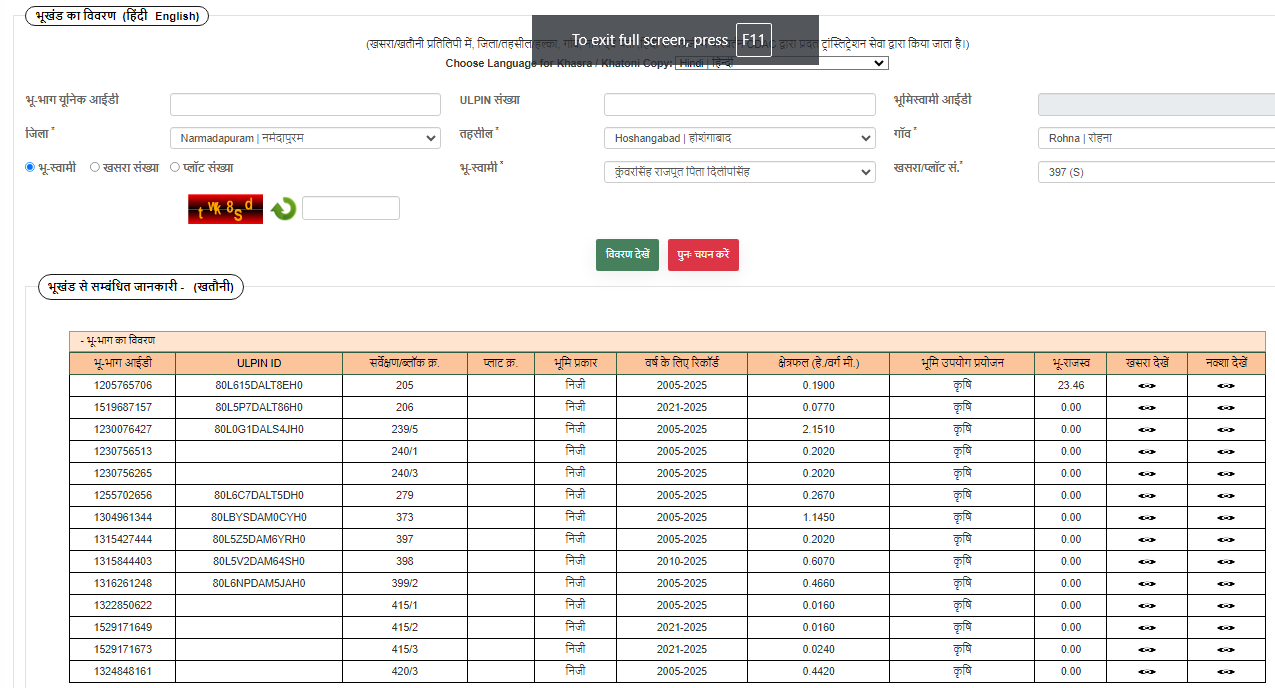 भूखंड का विवरण (हिंदी English)
To exit full screen, press F11
(खसरा/खतौनी प्रतिलिपी में, जिला/तहसील/हल्का, द्वारा प्रदत्त ट्रांस्लिट्रेशन सेवा द्वारा किया जाता है।)
Choose Language for Khasra / Khatoni Copy: Hindi | हिन्दी
भू-भाग यूनिक आईडी ULPIN संख्या भूमिस्वामी आईडी
जिला * Narmadapuram | नर्मदापुरम तहसील * Hoshangabad | होशंगाबाद गाँव * Rohna | रोहना
भू-स्वामी खसरा संख्या प्लॉट संख्या भू-स्वामी * कुंवरसिंह राजपूत पिता दिलीपसिंह खसरा/प्लॉट सं.* 397 (S)
t w k 8 s d
विवरण देखें पुनः चयन करें
भूखंड से सम्बंधित जानकारी - (खतौनी)
- भू-भाग का विवरण
भू-भाग आईडी ULPIN ID सर्वेक्षण/ब्लॉक क्र. प्लाट क्र. भूमि प्रकार वर्ष के लिए रिकॉर्ड क्षेत्रफल (हे./वर्ग मी.) भूमि उपयोग प्रयोजन भू-राजस्व खसरा देखें नक्शा देखें
1205765706 80L615DALT8EH0 205 निजी 2005-2025 0.1900 कृषि 23.46
1519687157 80L5P7DALT86H0 206 निजी 2021-2025 0.0770 कृषि 0.00
1230076427 80L0G1DALS4JH0 239/5 निजी 2005-2025 2.1510 कृषि 0.00
1230756513 240/1 निजी 2005-2025 0.2020 कृषि 0.00
1230756265 240/3 निजी 2005-2025 0.2020 कृषि 0.00
1255702656 80L6C7DALT5DH0 279 निजी 2005-2025 0.2670 कृषि 0.00
1304961344 80LBYSDAM0CYH0 373 निजी 2005-2025 1.1450 कृषि 0.00
1315427444 80L5Z5DAM6YRH0 397 निजी 2005-2025 0.2020 कृषि 0.00
1315844403 80L5V2DAM64SH0 398 निजी 2010-2025 0.6070 कृषि 0.00
1316261248 80L6NPDAM5JAH0 399/2 निजी 2005-2025 0.4660 कृषि 0.00
1322850622 415/1 निजी 2005-2025 0.0160 कृषि 0.00
1529171649 415/2 निजी 2021-2025 0.0160 कृषि 0.00
1529171673 415/3 निजी 2021-2025 0.0240 कृषि 0.00
1324848161 420/3 निजी 2005-2025 0.4420 कृषि 0.00